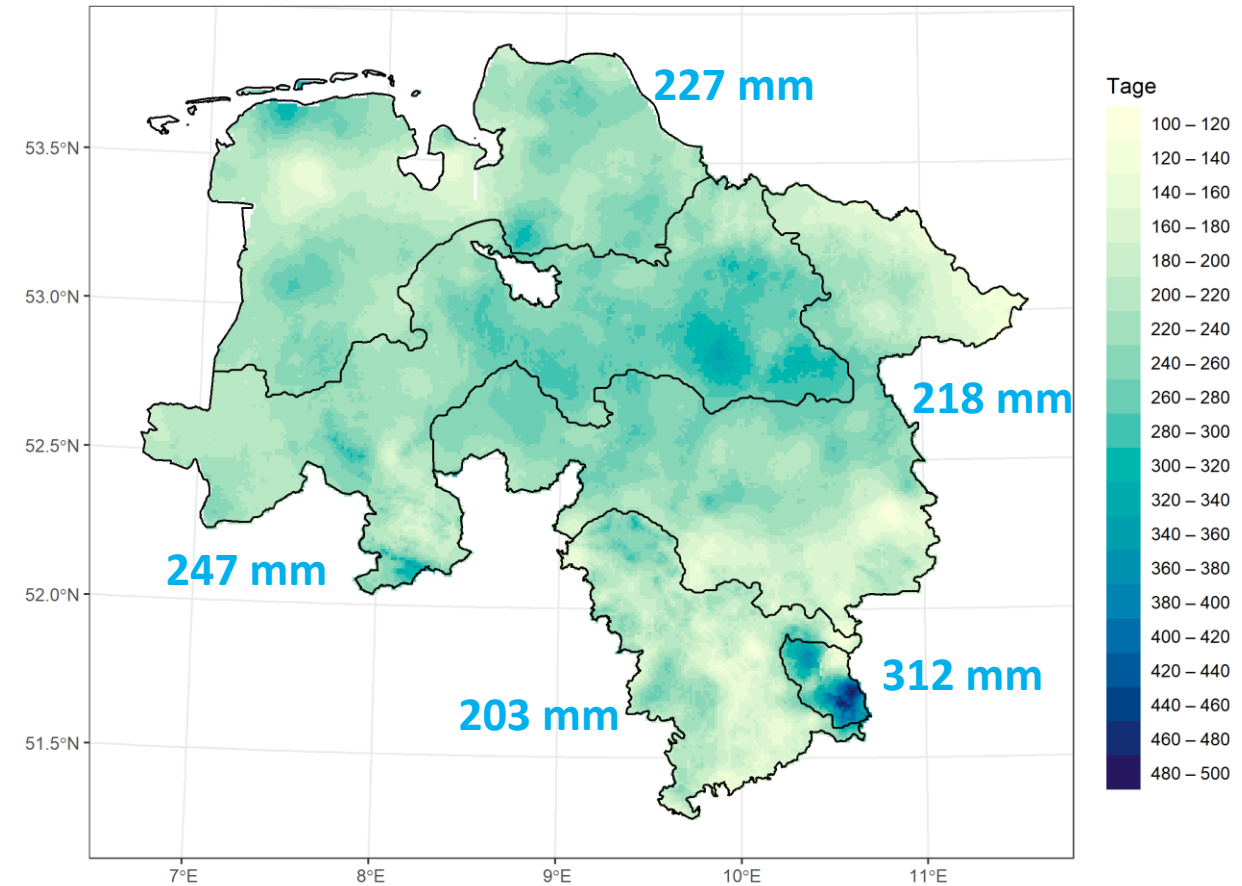 227 mm
53.5°N
53.0°N
218 mm
52.5°N
247 mm
52.0°N
312 mm
203 mm
51.5°N
7°E
8°E
9°E
10°E
11°E
Tage
100 – 120
120 – 140
140 – 160
160 – 180
180 – 200
200 – 220
220 – 240
240 – 260
260 – 280
280 – 300
300 – 320
320 – 340
340 – 360
360 – 380
380 – 400
400 – 420
420 – 440
440 – 460
460 – 480
480 – 500